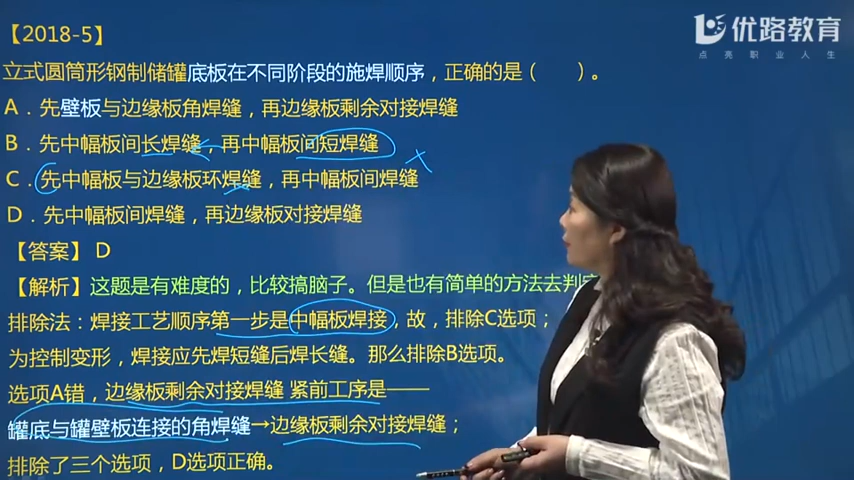 【2018-5】
优路教育
点亮职业人生
立式圆筒形钢制储罐底板在不同阶段的施焊顺序，正确的是（ ）。
A．先壁板与边缘板角焊缝，再边缘板剩余对接焊缝
B．先中幅板间长焊缝，再中幅板间短焊缝
C．先中幅板与边缘板环焊缝，再中幅板间焊缝
D．先中幅板间焊缝，再边缘板对接焊缝
【答案】D
【解析】这题是有难度的，比较搞脑子。但是也有简单的方法去判
排除法：焊接工艺顺序第一步是中幅板焊接，故，排除C选项；
为控制变形，焊接应先焊短缝后焊长缝。那么排除B选项。
选项A错，边缘板剩余对接焊缝 紧前工序是——
罐底与罐壁板连接的角焊缝→边缘板剩余对接焊缝；
排除了三个选项，D选项正确。